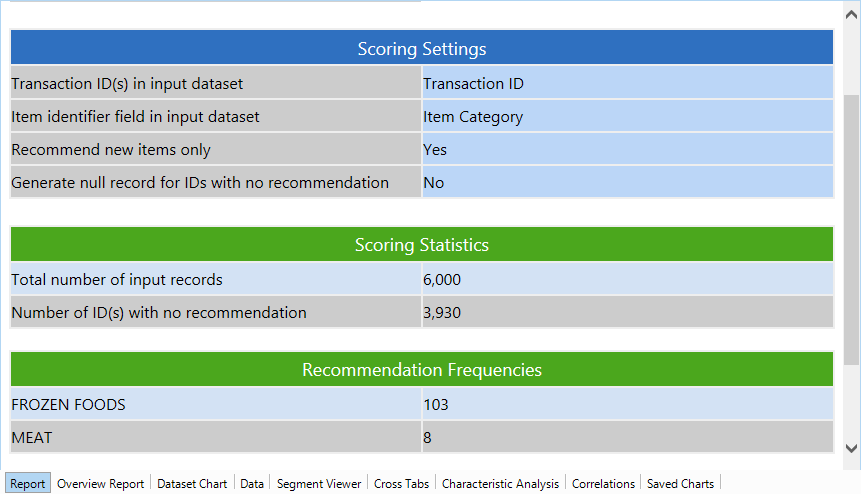 Scoring Settings
Transaction ID(s) in input dataset Transaction ID
Item identifier field in input dataset Item Category
Recommend new items only Yes
Generate null record for IDs with no recommendation No
Scoring Statistics
Total number of input records 6,000
Number of ID(s) with no recommendation 3,930
Recommendation Frequencies
FROZEN FOODS 103
MEAT 8
Report Overview Report Dataset Chart Data Segment Viewer Cross Tabs Characteristic Analysis Correlations Saved Charts